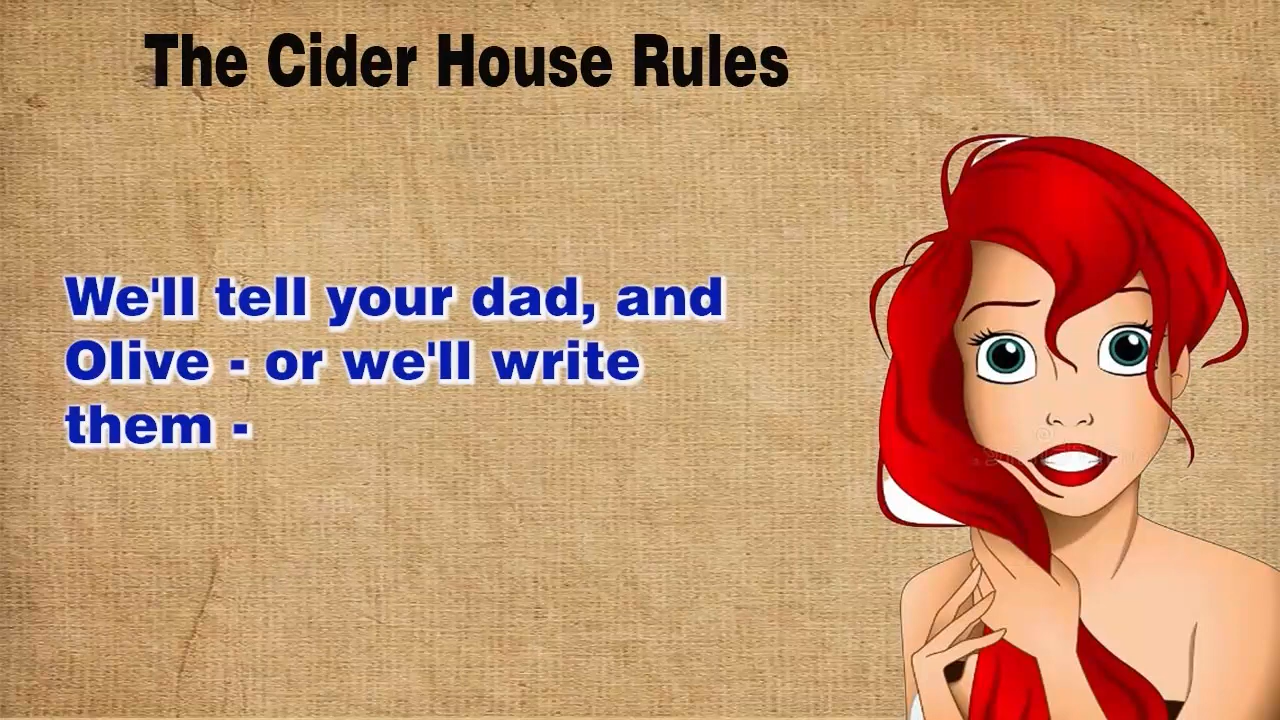 The Cider House Rules
We'll tell your dad, and
Olive - or we'll write
them -